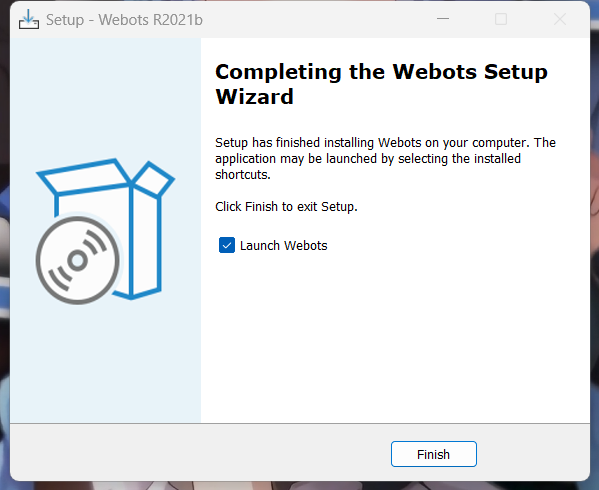 Setup - Webots R2021b
Completing the Webots Setup
Wizard
Setup has finished installing Webots on your computer. The
application may be launched by selecting the installed
shortcuts.
Click Finish to exit Setup.
Launch Webots
Finish